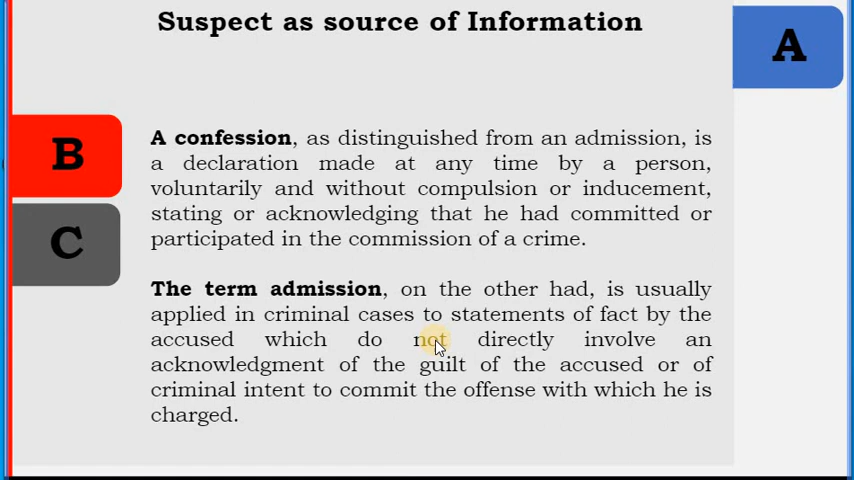 Suspect as source of Information
A
B
C
A confession, as distinguished from an admission, is
a declaration made at any time by a person,
voluntarily and without compulsion or inducement,
stating or acknowledging that he had committed or
participated in the commission of a crime.
The term admission, on the other had, is usually
applied in criminal cases to statements of fact by the
accused which do not directly involve an
acknowledgment of the guilt of the accused or of
criminal intent to commit the offense with which he is
charged.